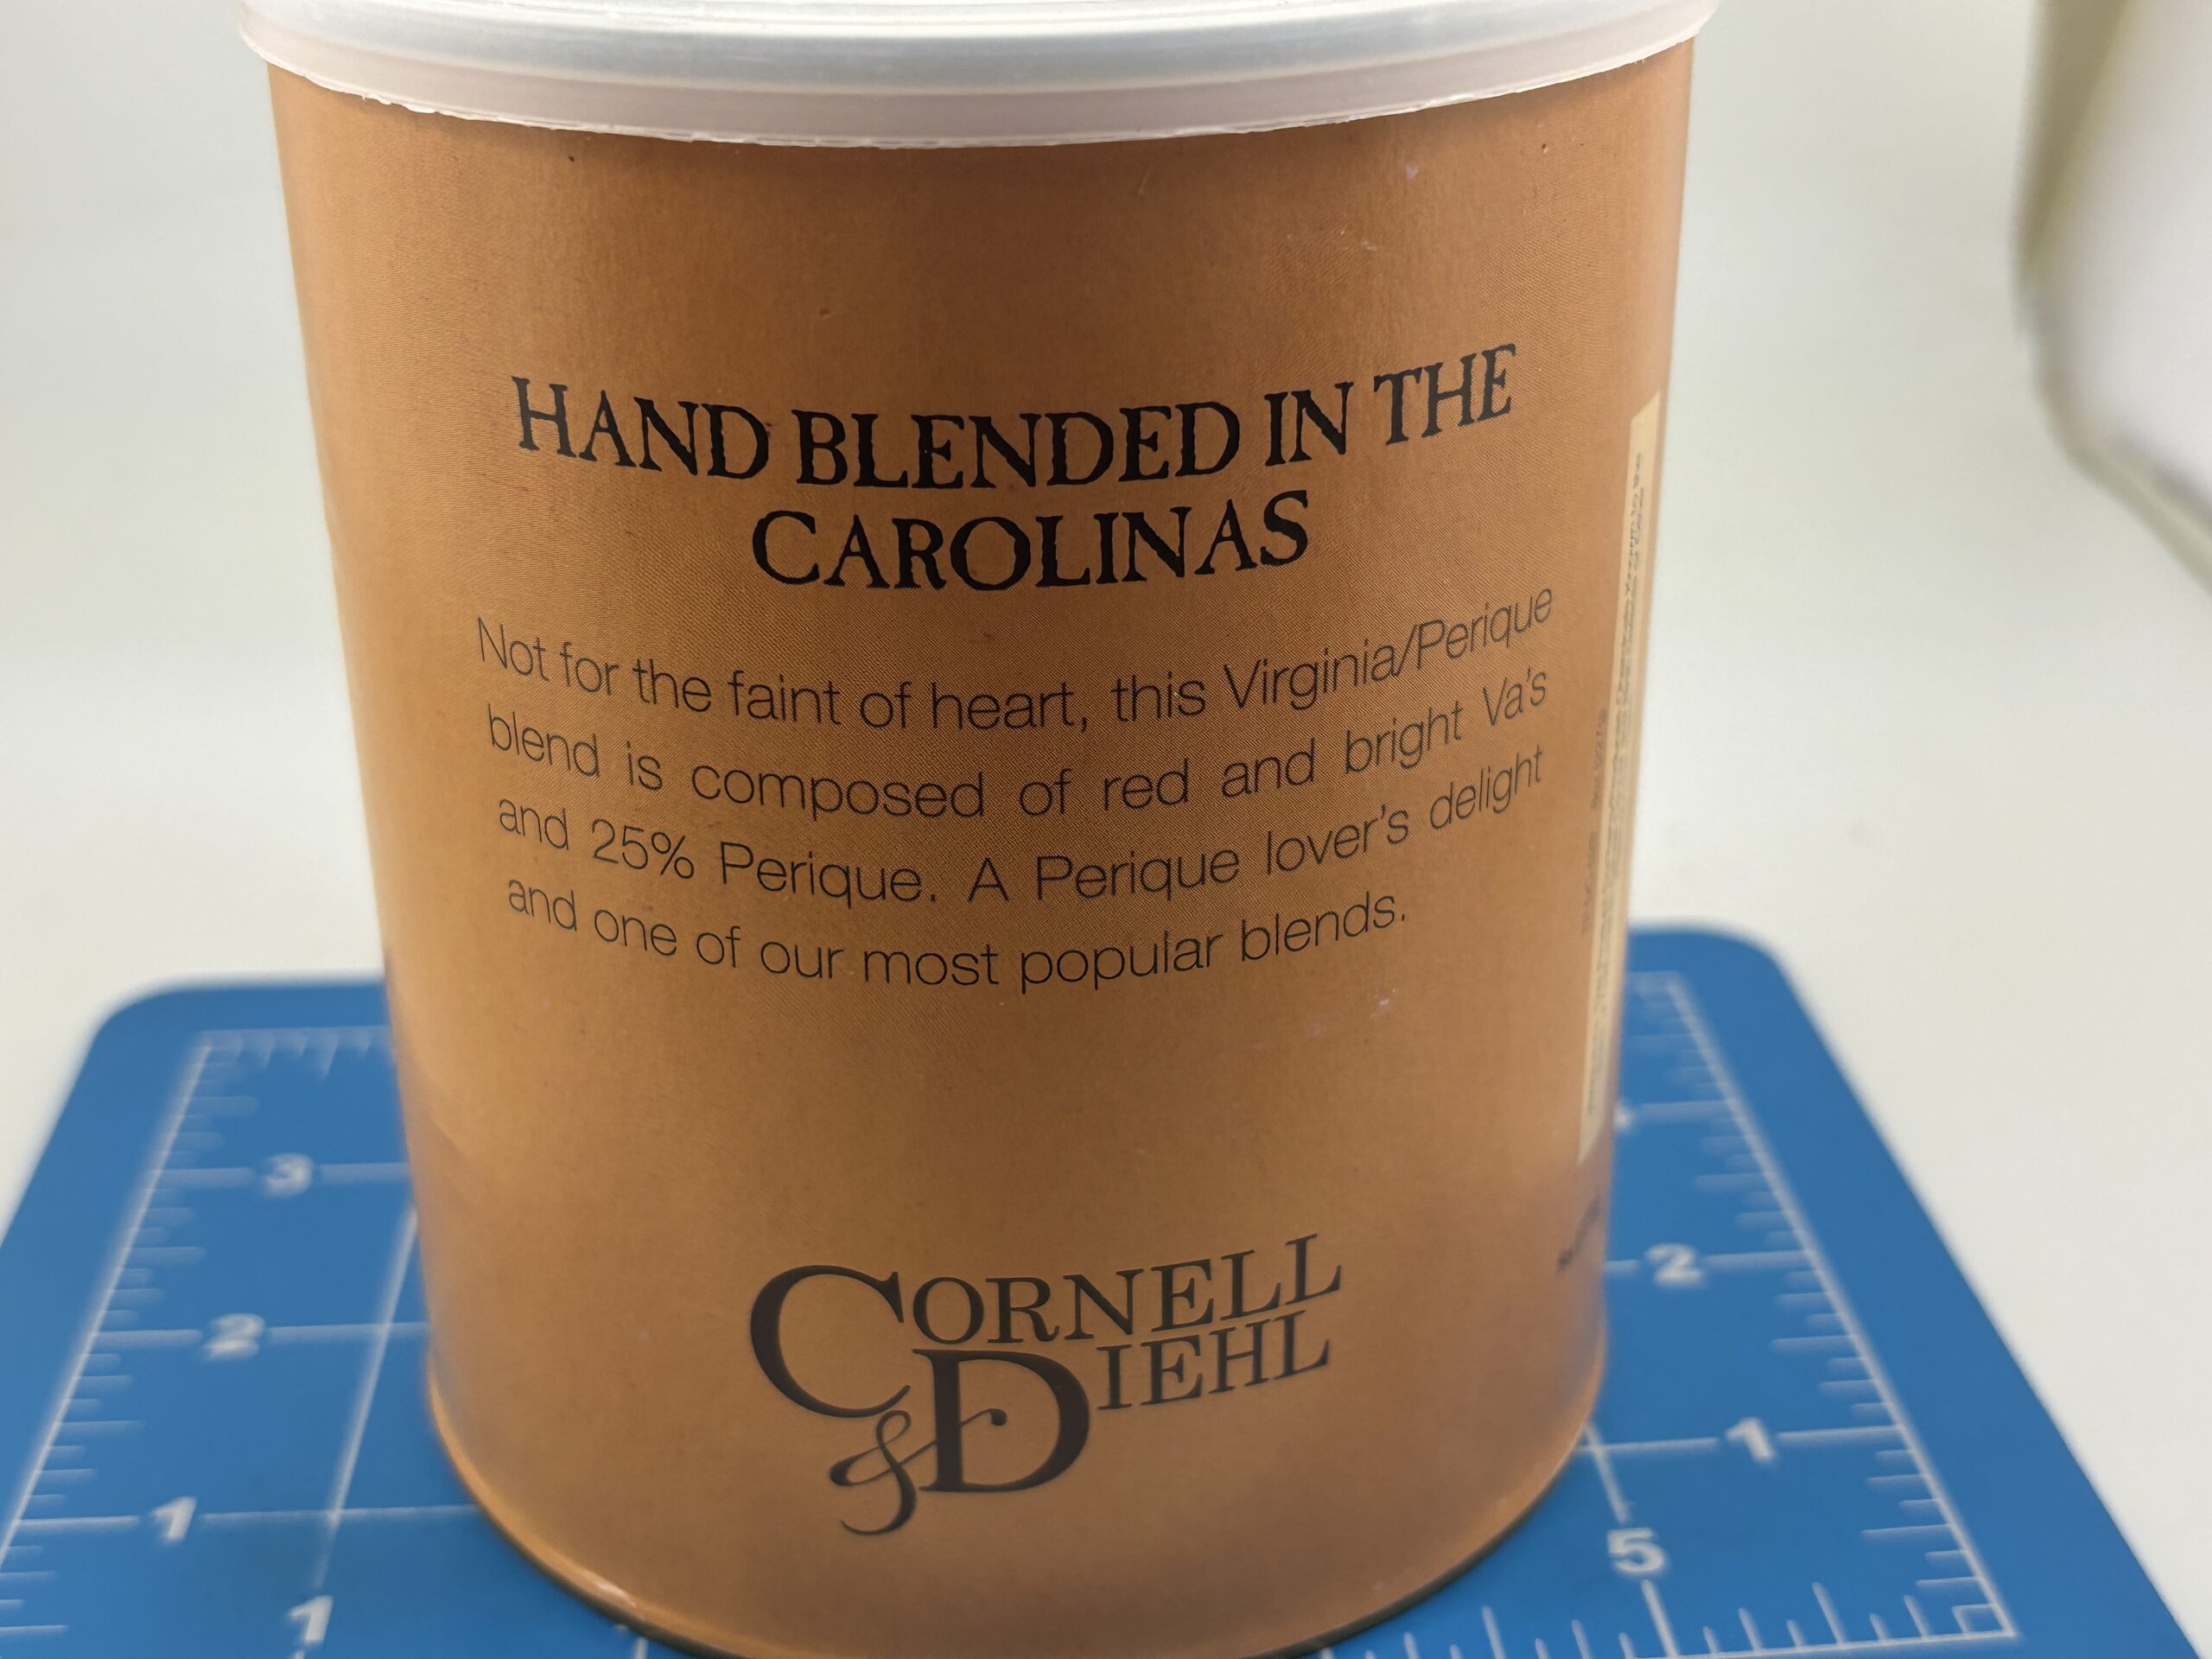 HAND BLENDED IN THE
CAROLINAS
Not for the faint of heart, this Virginia/Perique
blend is composed of red and bright Va's
and 25% Perique. A Perique lover's delight
and one of our most popular blends.
CORNELL
& DIEHL
3
2
1
1
2
1
5